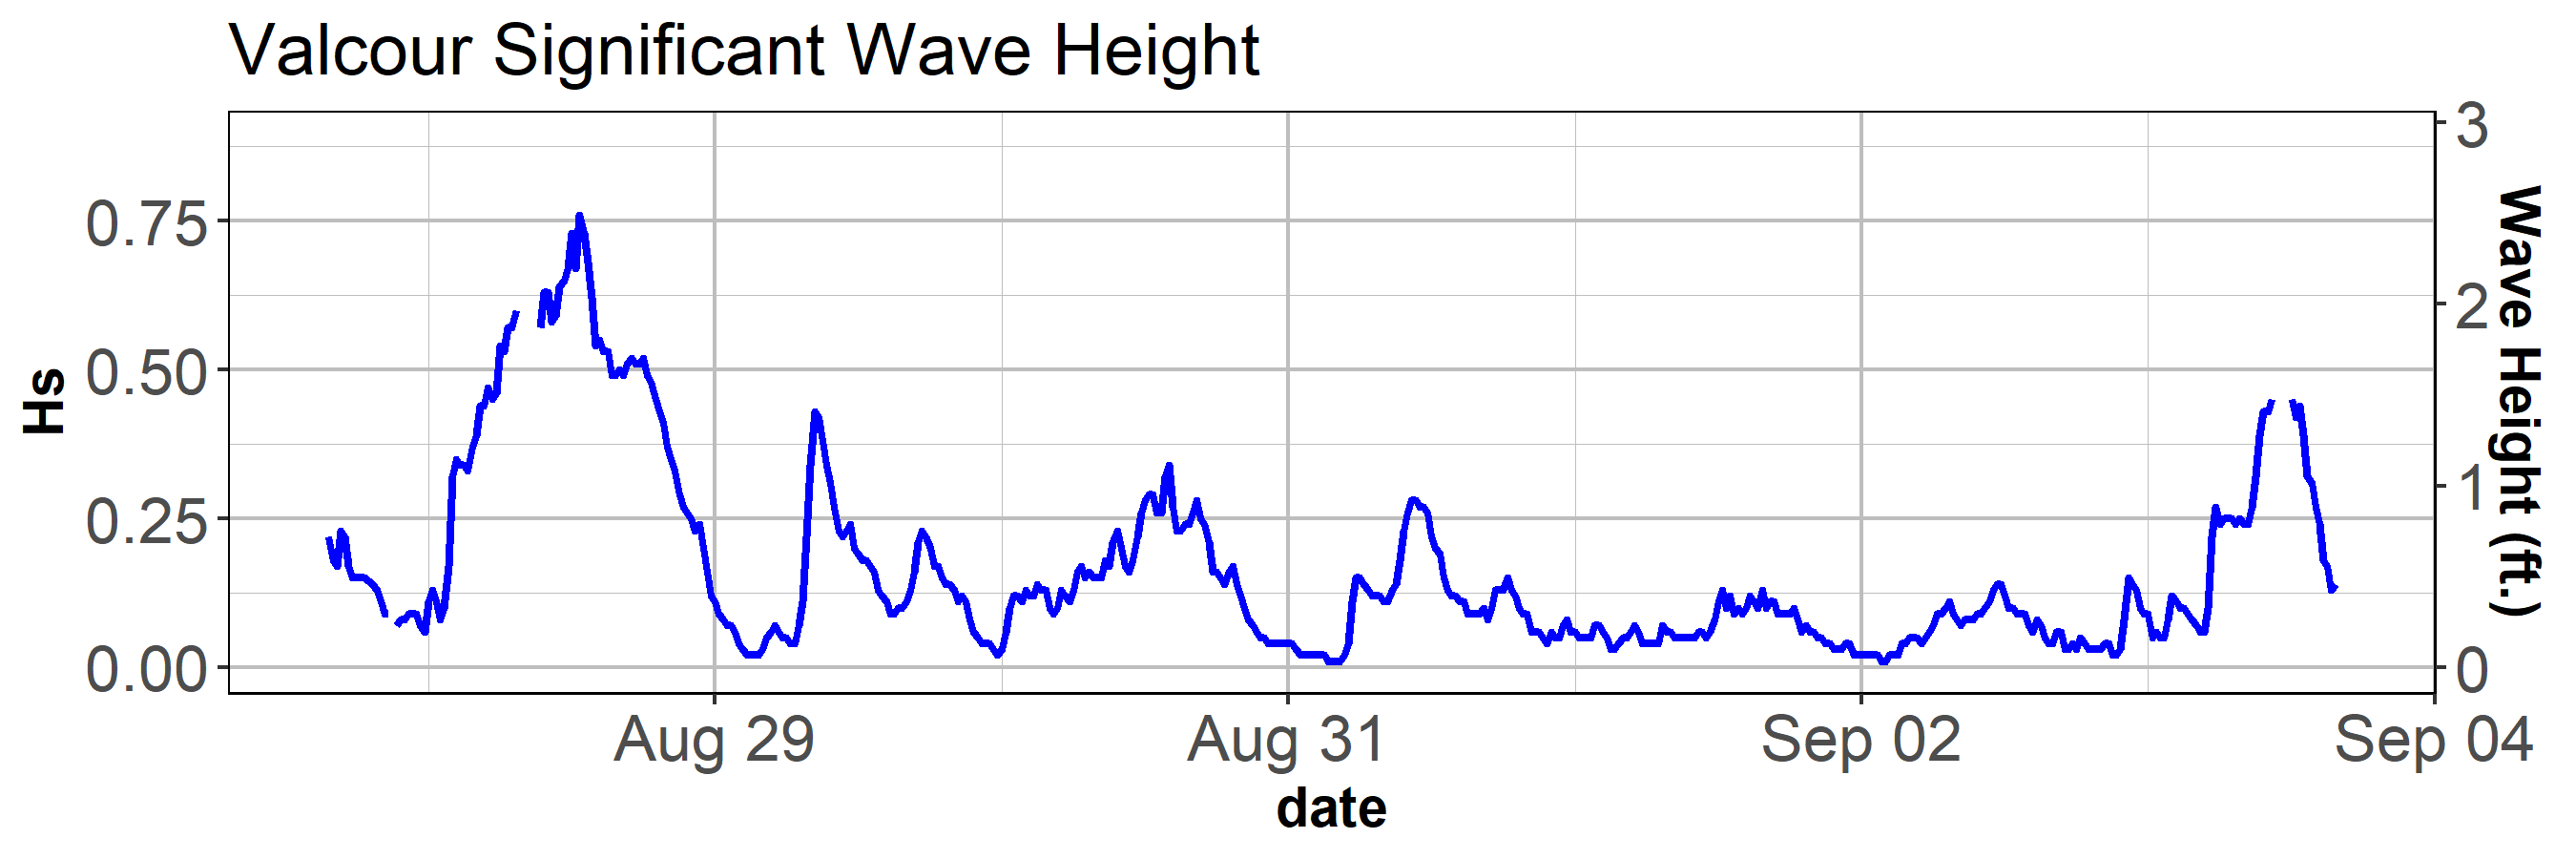 Valcour Significant Wave Height
Hs
0.75
0.50
0.25
0.00
3
2
1
0
Wave Height (ft.)
Aug 29
Aug 31
Sep 02
Sep 04
date